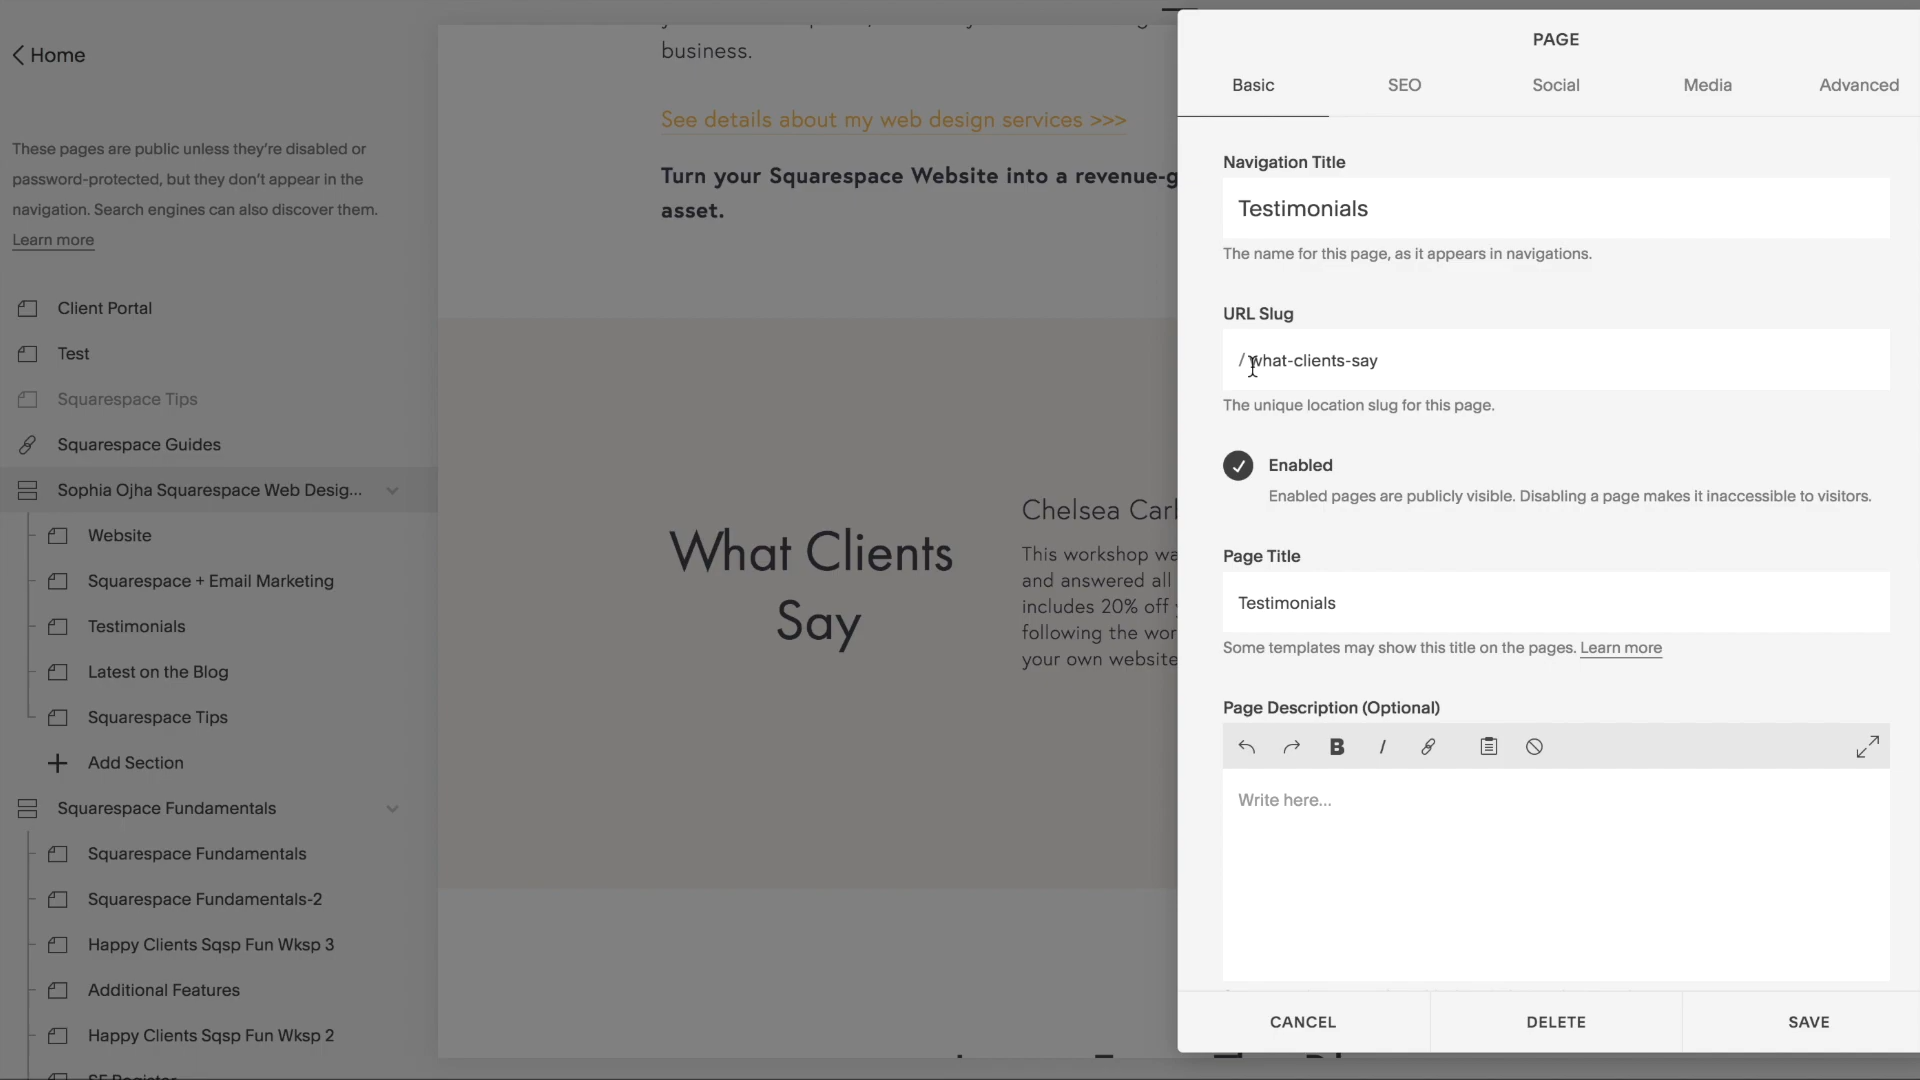 Home
These pages are public unless they're disabled or
password-protected, but they don't appear in the
navigation. Search engines can also discover them.
Learn more
Client Portal
Test
Squarespace Tips
Squarespace Guides
Sophia Ojha Squarespace Web Desig...
Website
Squarespace + Email Marketing
Testimonials
Latest on the Blog
Squarespace Tips
Add Section
Squarespace Fundamentals
Squarespace Fundamentals
Squarespace Fundamentals-2
Happy Clients Sqsp Fun Wksp 3
Additional Features
Happy Clients Sqsp Fun Wksp 2
business.
See details about my web design services >>>
Turn your Squarespace Website into a revenue-g
asset.
What Clients
Say
Chelsea Carl
This workshop wa
and answered all
includes 20% off
following the wor
your own website
PAGE
Basic
SEO
Social
Media
Advanced
Navigation Title
Testimonials
The name for this page, as it appears in navigations.
URL Slug
/ what-clients-say
The unique location slug for this page.
Enabled
Enabled pages are publicly visible. Disabling a page makes it inaccessible to visitors.
Page Title
Testimonials
Some templates may show this title on the pages. Learn more
Page Description (Optional)
B I
Write here...
CANCEL
DELETE
SAVE